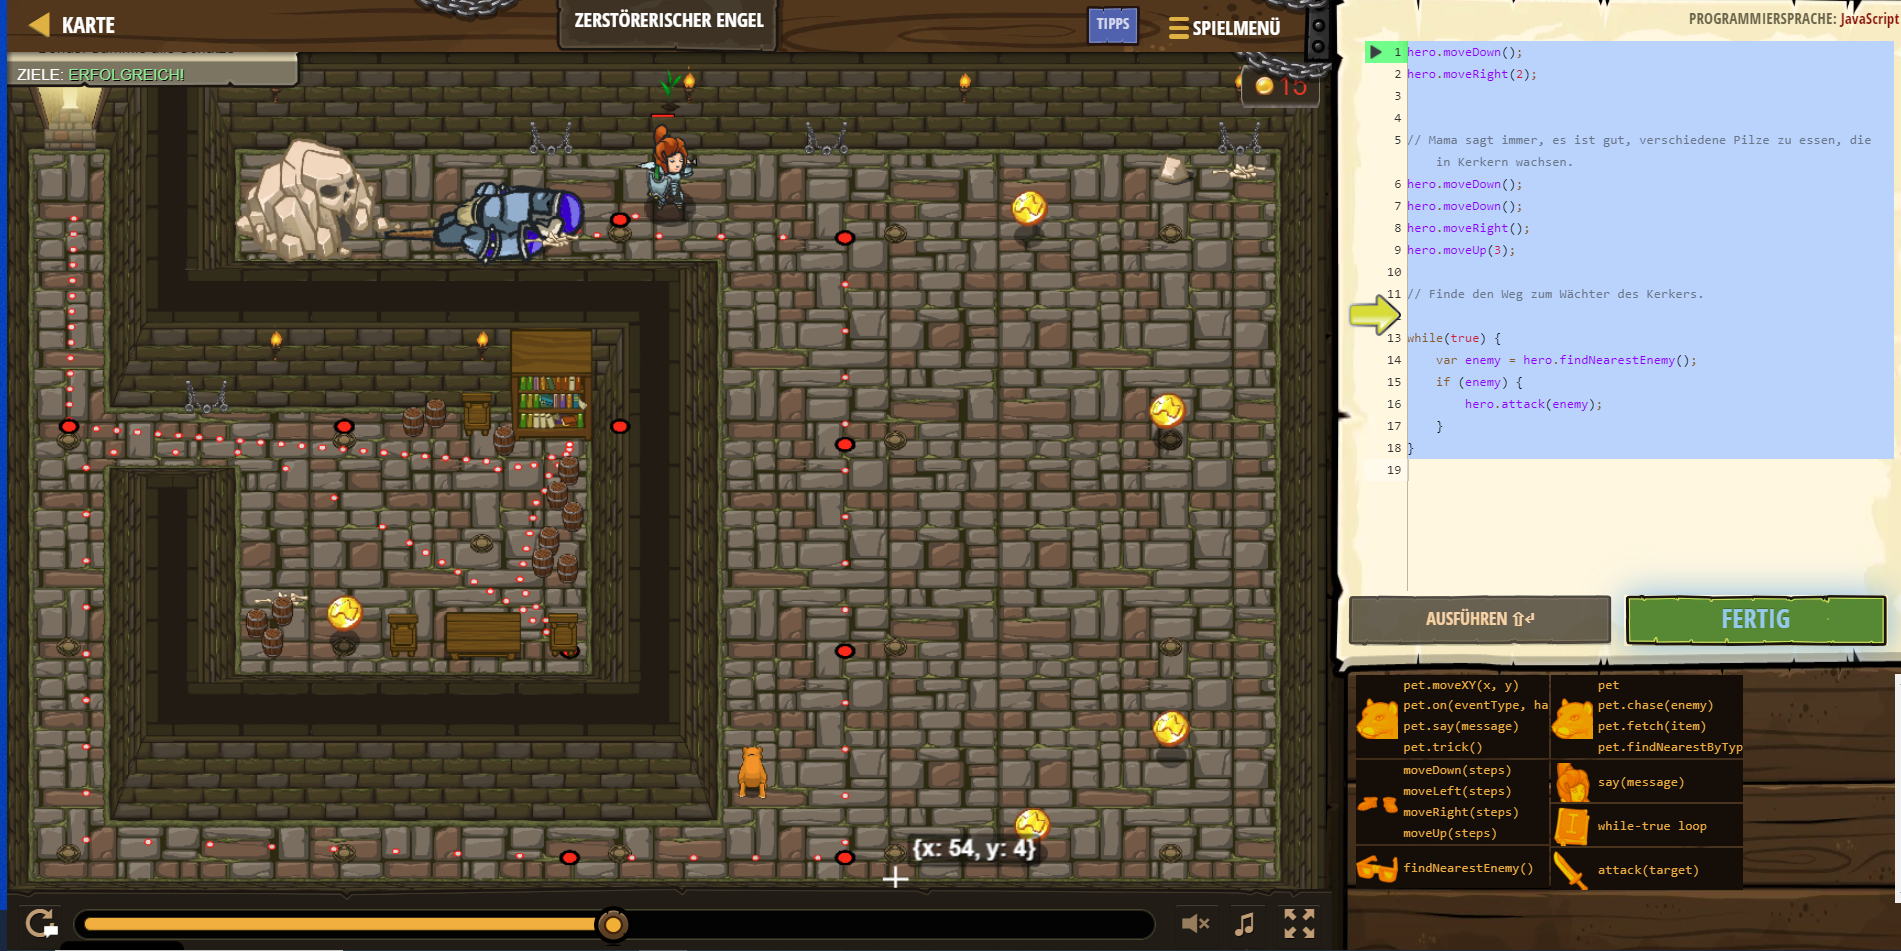 KARTE
ZERSTÖRERISCHER ENGEL
TIPPS
SPIELMENÜ
ZIELE: ERFOLGREICH!
15
{x: 54, y: 4}
PROGRAMMIERSPRACHE: JavaScript
1 hero.moveDown();
2 hero.moveRight(2);
3
4
5 // Mama sagt immer, es ist gut, verschiedene Pilze zu essen, die
in Kerkern wachsen.
6 hero.moveDown();
7 hero.moveDown();
8 hero.moveRight();
9 hero.moveUp(3);
10
11 // Finde den Weg zum Wächter des Kerkers.
13 while(true) {
14 var enemy = hero.findNearestEnemy();
15 if (enemy) {
16 hero.attack(enemy);
17 }
18 }
19
AUSFÜHREN ⇧↵
FERTIG
pet.moveXY(x, y)
pet.on(eventType, ha
pet.say(message)
pet.trick()
pet
pet.chase(enemy)
pet.fetch(item)
pet.findNearestByTyp
moveDown(steps)
moveLeft(steps)
moveRight(steps)
moveUp(steps)
say(message)
while-true loop
findNearestEnemy()
attack(target)